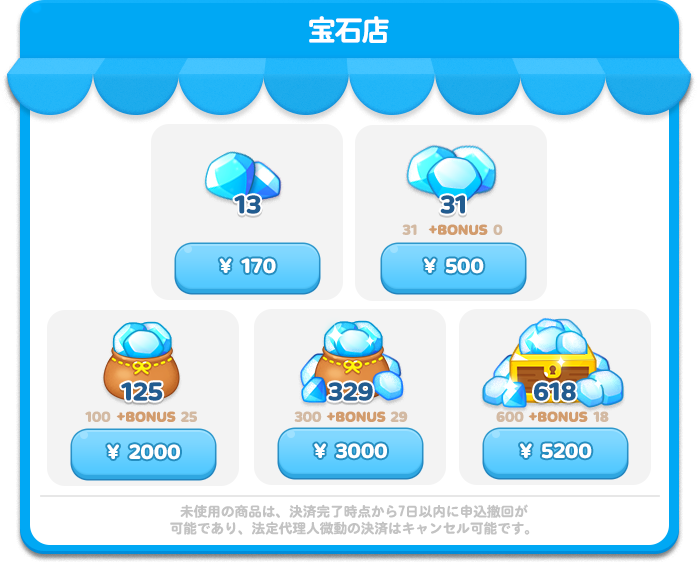 宝石店
13
31
31 +BONUS 0
¥ 170
¥ 500
125
329
618
100 +BONUS 25
300 +BONUS 29
600 +BONUS 18
¥ 2000
¥ 3000
¥ 5200
未使用の商品は、決済完了時点から7日以内に申込撤回が
可能であり、法定代理人微動の決済はキャンセル可能です。